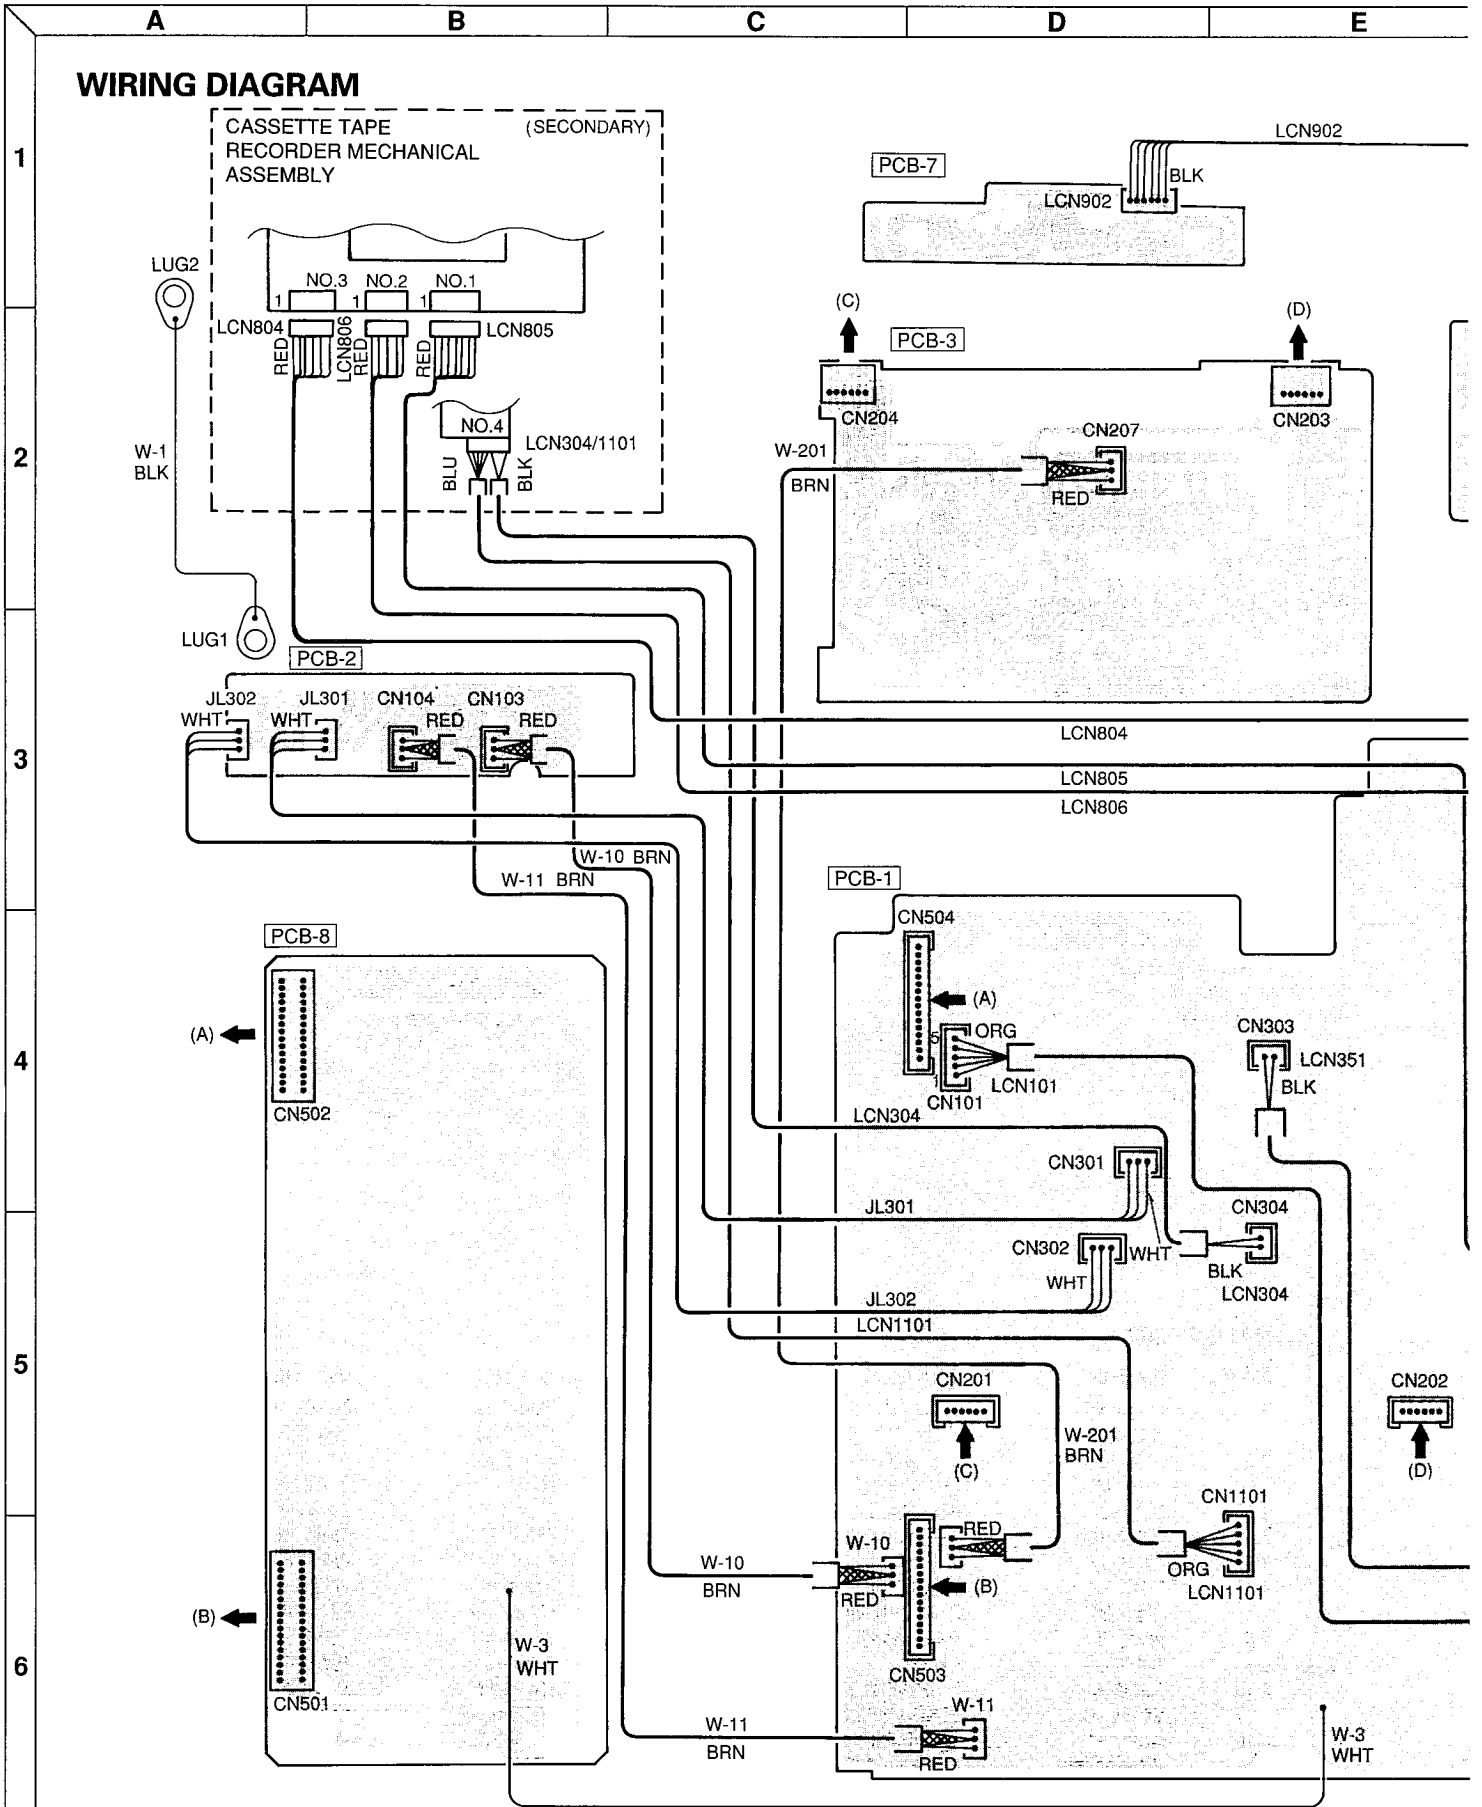 A B C D E
WIRING DIAGRAM
CASSETTE TAPE
RECORDER MECHANICAL
ASSEMBLY
(SECONDARY)
1
LCN902
PCB-7
BLK
LCN902
LUG2
NO.3 NO.2 NO.1
1 1 1
LCN804 LCN806 LCN805
RED RED RED
(C)
PCB-3
(D)
CN204
CN203
NO.4
LCN304/1101
BLU BLK
2
W-1
BLK
W-201
BRN
CN207
RED
LUG1
PCB-2
JL302 JL301 CN104 CN103
WHT WHT RED RED
LCN804
3
LCN805
LCN806
W-10 BRN
W-11 BRN
PCB-1
CN504
PCB-8
(A)
(A)
5
ORG
1
LCN101
CN101
CN303
LCN351
BLK
4
CN502
LCN304
CN301
JL301
CN304
CN302
WHT
WHT
BLK
LCN304
JL302
LCN1101
5
CN201
CN202
W-201
BRN
(C)
(D)
CN1101
RED
W-10
W-10
BRN
RED
(B)
ORG
LCN1101
(B)
W-3
WHT
6
CN503
CN501
W-11
W-11
BRN
RED
W-3
WHT